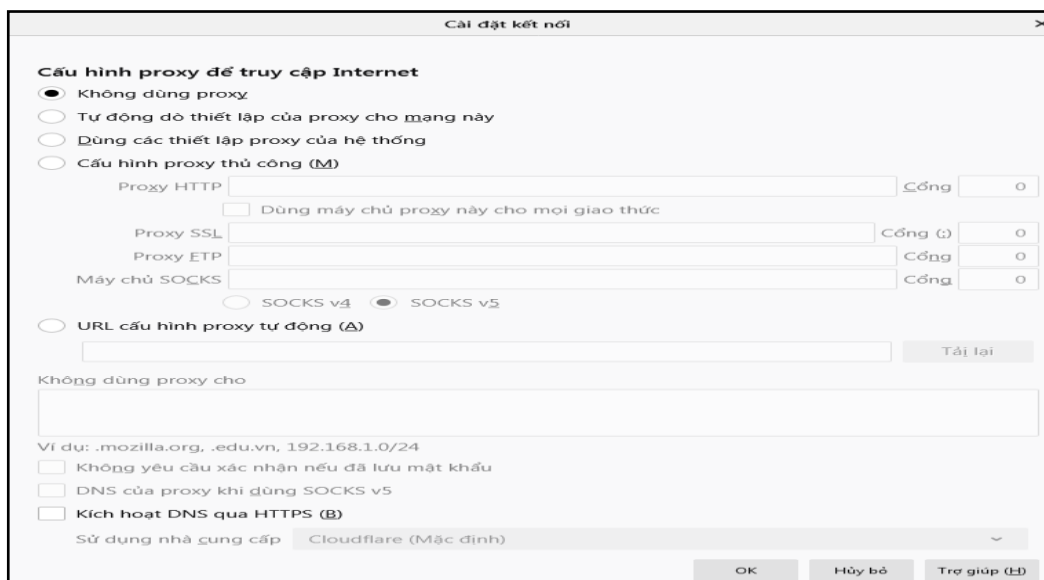 Cài đặt kết nối ×
Cấu hình proxy để truy cập Internet
Không dùng proxy
Tự động dò thiết lập của proxy cho mạng này
Dùng các thiết lập proxy của hệ thống
Cấu hình proxy thủ công (M)
Proxy HTTP Cổng 0
Dùng máy chủ proxy này cho mọi giao thức
Proxy SSL Cổng (:) 0
Proxy FTP Cổng 0
Máy chủ SOCKS Cổng 0
SOCKS v4 SOCKS v5
URL cấu hình proxy tự động (A)
Tải lại
Không dùng proxy cho
Ví dụ: .mozilla.org, .edu.vn, 192.168.1.0/24
Không yêu cầu xác nhận nếu đã lưu mật khẩu
DNS của proxy khi dùng SOCKS v5
Kích hoạt DNS qua HTTPS (B)
Sử dụng nhà cung cấp Cloudflare (Mặc định)
OK Hủy bỏ Trợ giúp (H)